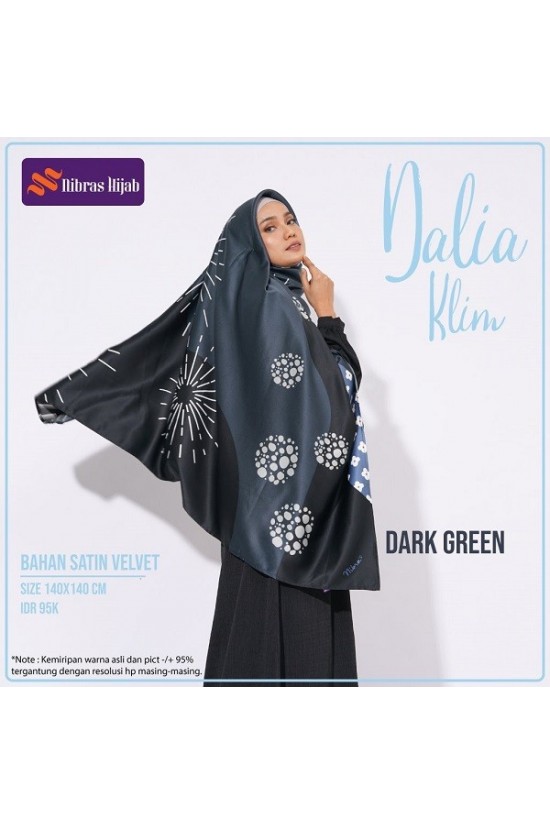 Nibras Hijab
Dalia
Klim
DARK GREEN
BAHAN SATIN VELVET
SIZE 140X140 CM
IDR 95K
*Note : Kemiripan warna asli dan pict -/+ 95%
tergantung dengan resolusi hp masing-masing.